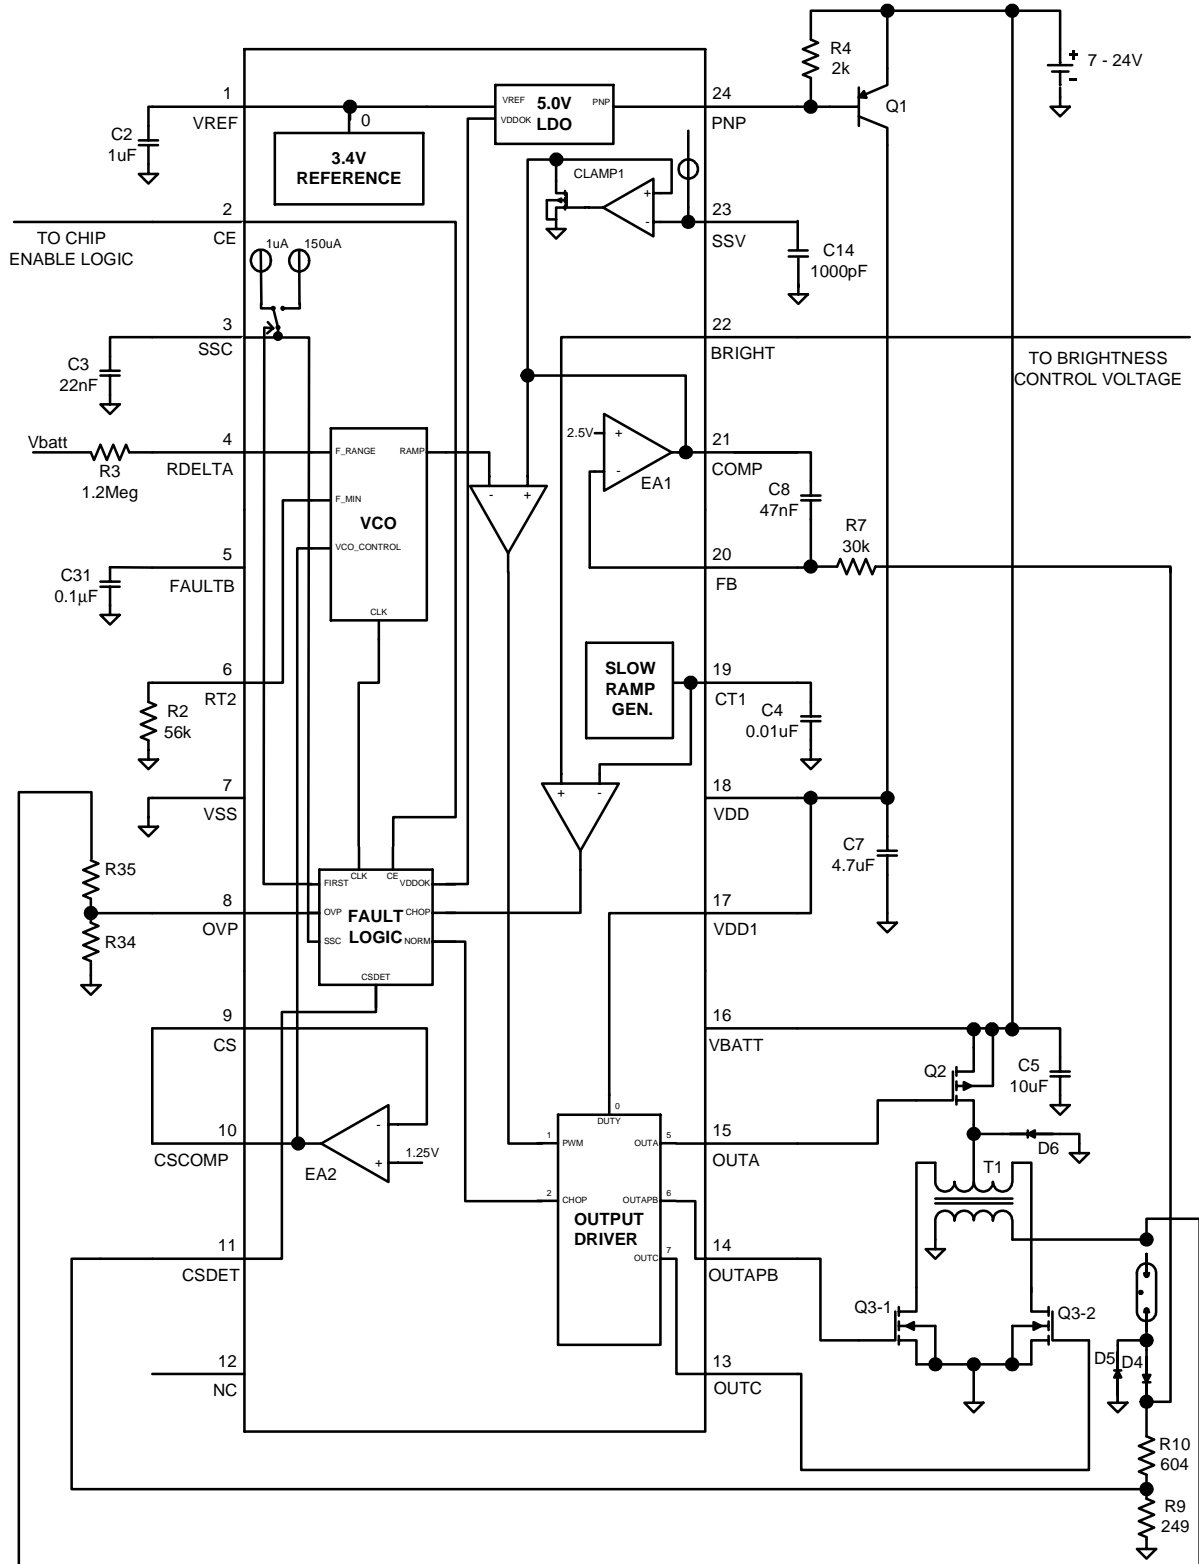 R4
2k
+
-
7 - 24V
1
VREF
C2
1uF
0
3.4V
REFERENCE
VREF
VDDOK
5.0V
LDO
PNP
24
PNP
Q1
CLAMP1
+
-
23
SSV
C14
1000pF
2
CE
TO CHIP
ENABLE LOGIC
1uA
150uA
3
SSC
C3
22nF
22
BRIGHT
TO BRIGHTNESS
CONTROL VOLTAGE
Vbatt
R3
1.2Meg
4
RDELTA
F_RANGE
RAMP
F_MIN
VCO
VCO_CONTROL
CLK
-
+
2.5V
+
-
EA1
21
COMP
C8
47nF
R7
30k
20
FB
5
FAULTB
C31
0.1µF
6
RT2
R2
56k
SLOW
RAMP
GEN.
19
CT1
C4
0.01uF
7
VSS
+
-
18
VDD
C7
4.7uF
R35
R34
8
OVP
CLK
CE
FIRST
VDDOK
OVP
FAULT
LOGIC
CHOP
SSC
NORM
CSDET
17
VDD1
9
CS
16
VBATT
Q2
C5
10uF
10
CSCOMP
-
+
EA2
1.25V
0
DUTY
1
PWM
OUTA
5
2
CHOP
OUTAPB
6
OUTPUT
DRIVER
OUTC
7
15
OUTA
D6
T1
11
CSDET
14
OUTAPB
Q3-1
Q3-2
D5
D4
12
NC
13
OUTC
R10
604
R9
249